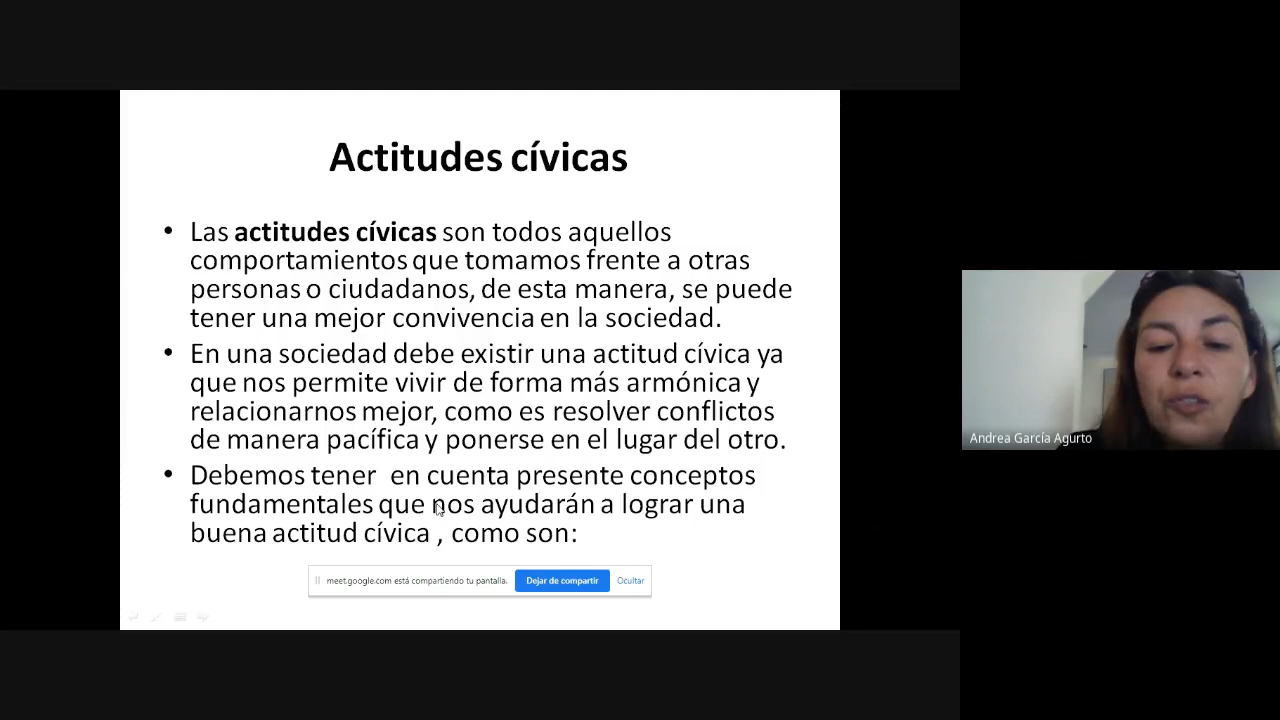 Actitudes cívicas
• Las actitudes cívicas son todos aquellos
comportamientos que tomamos frente a otras
personas o ciudadanos, de esta manera, se puede
tener una mejor convivencia en la sociedad.
• En una sociedad debe existir una actitud cívica ya
que nos permite vivir de forma más armónica y
relacionarnos mejor, como es resolver conflictos
de manera pacífica y ponerse en el lugar del otro.
• Debemos tener  en cuenta presente conceptos
fundamentales que nos ayudarán a lograr una
buena actitud cívica , como son:
meet.google.com está compartiendo tu pantalla. Dejar de compartir Ocultar
Andrea García Agurto